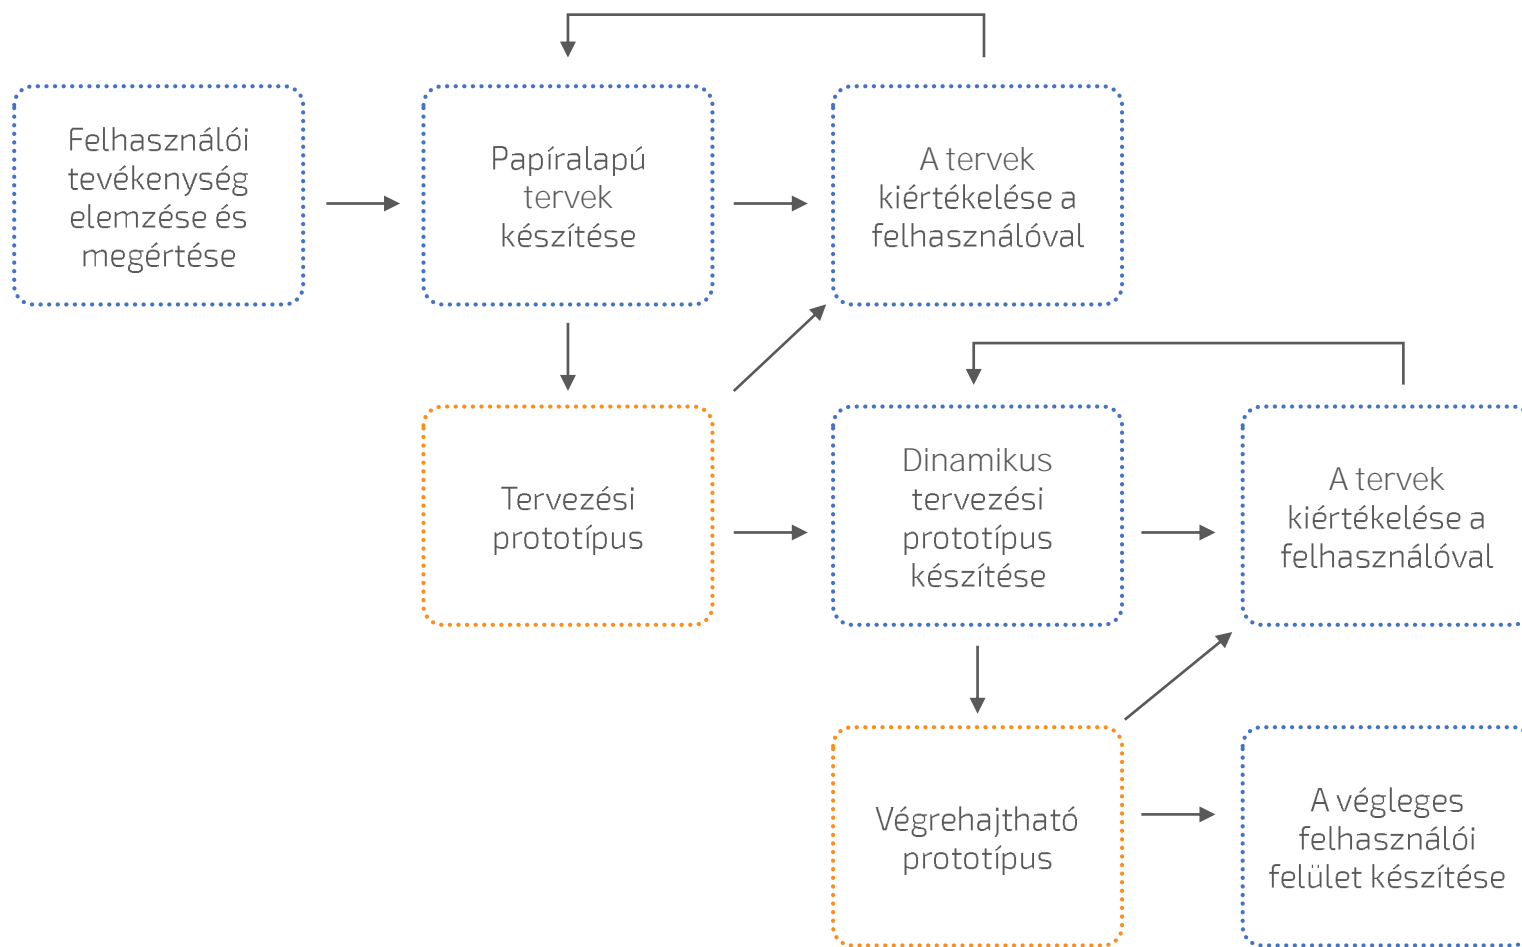 Felhasználói
tevékenység
elemzése és
megértése
Papíralapú
tervek
készítése
A tervek
kiértékelése a
felhasználóval
Tervezési
prototípus
Dinamikus
tervezési
prototípus
készítése
A tervek
kiértékelése a
felhasználóval
Végrehajtható
prototípus
A végleges
felhasználói
felület készítése